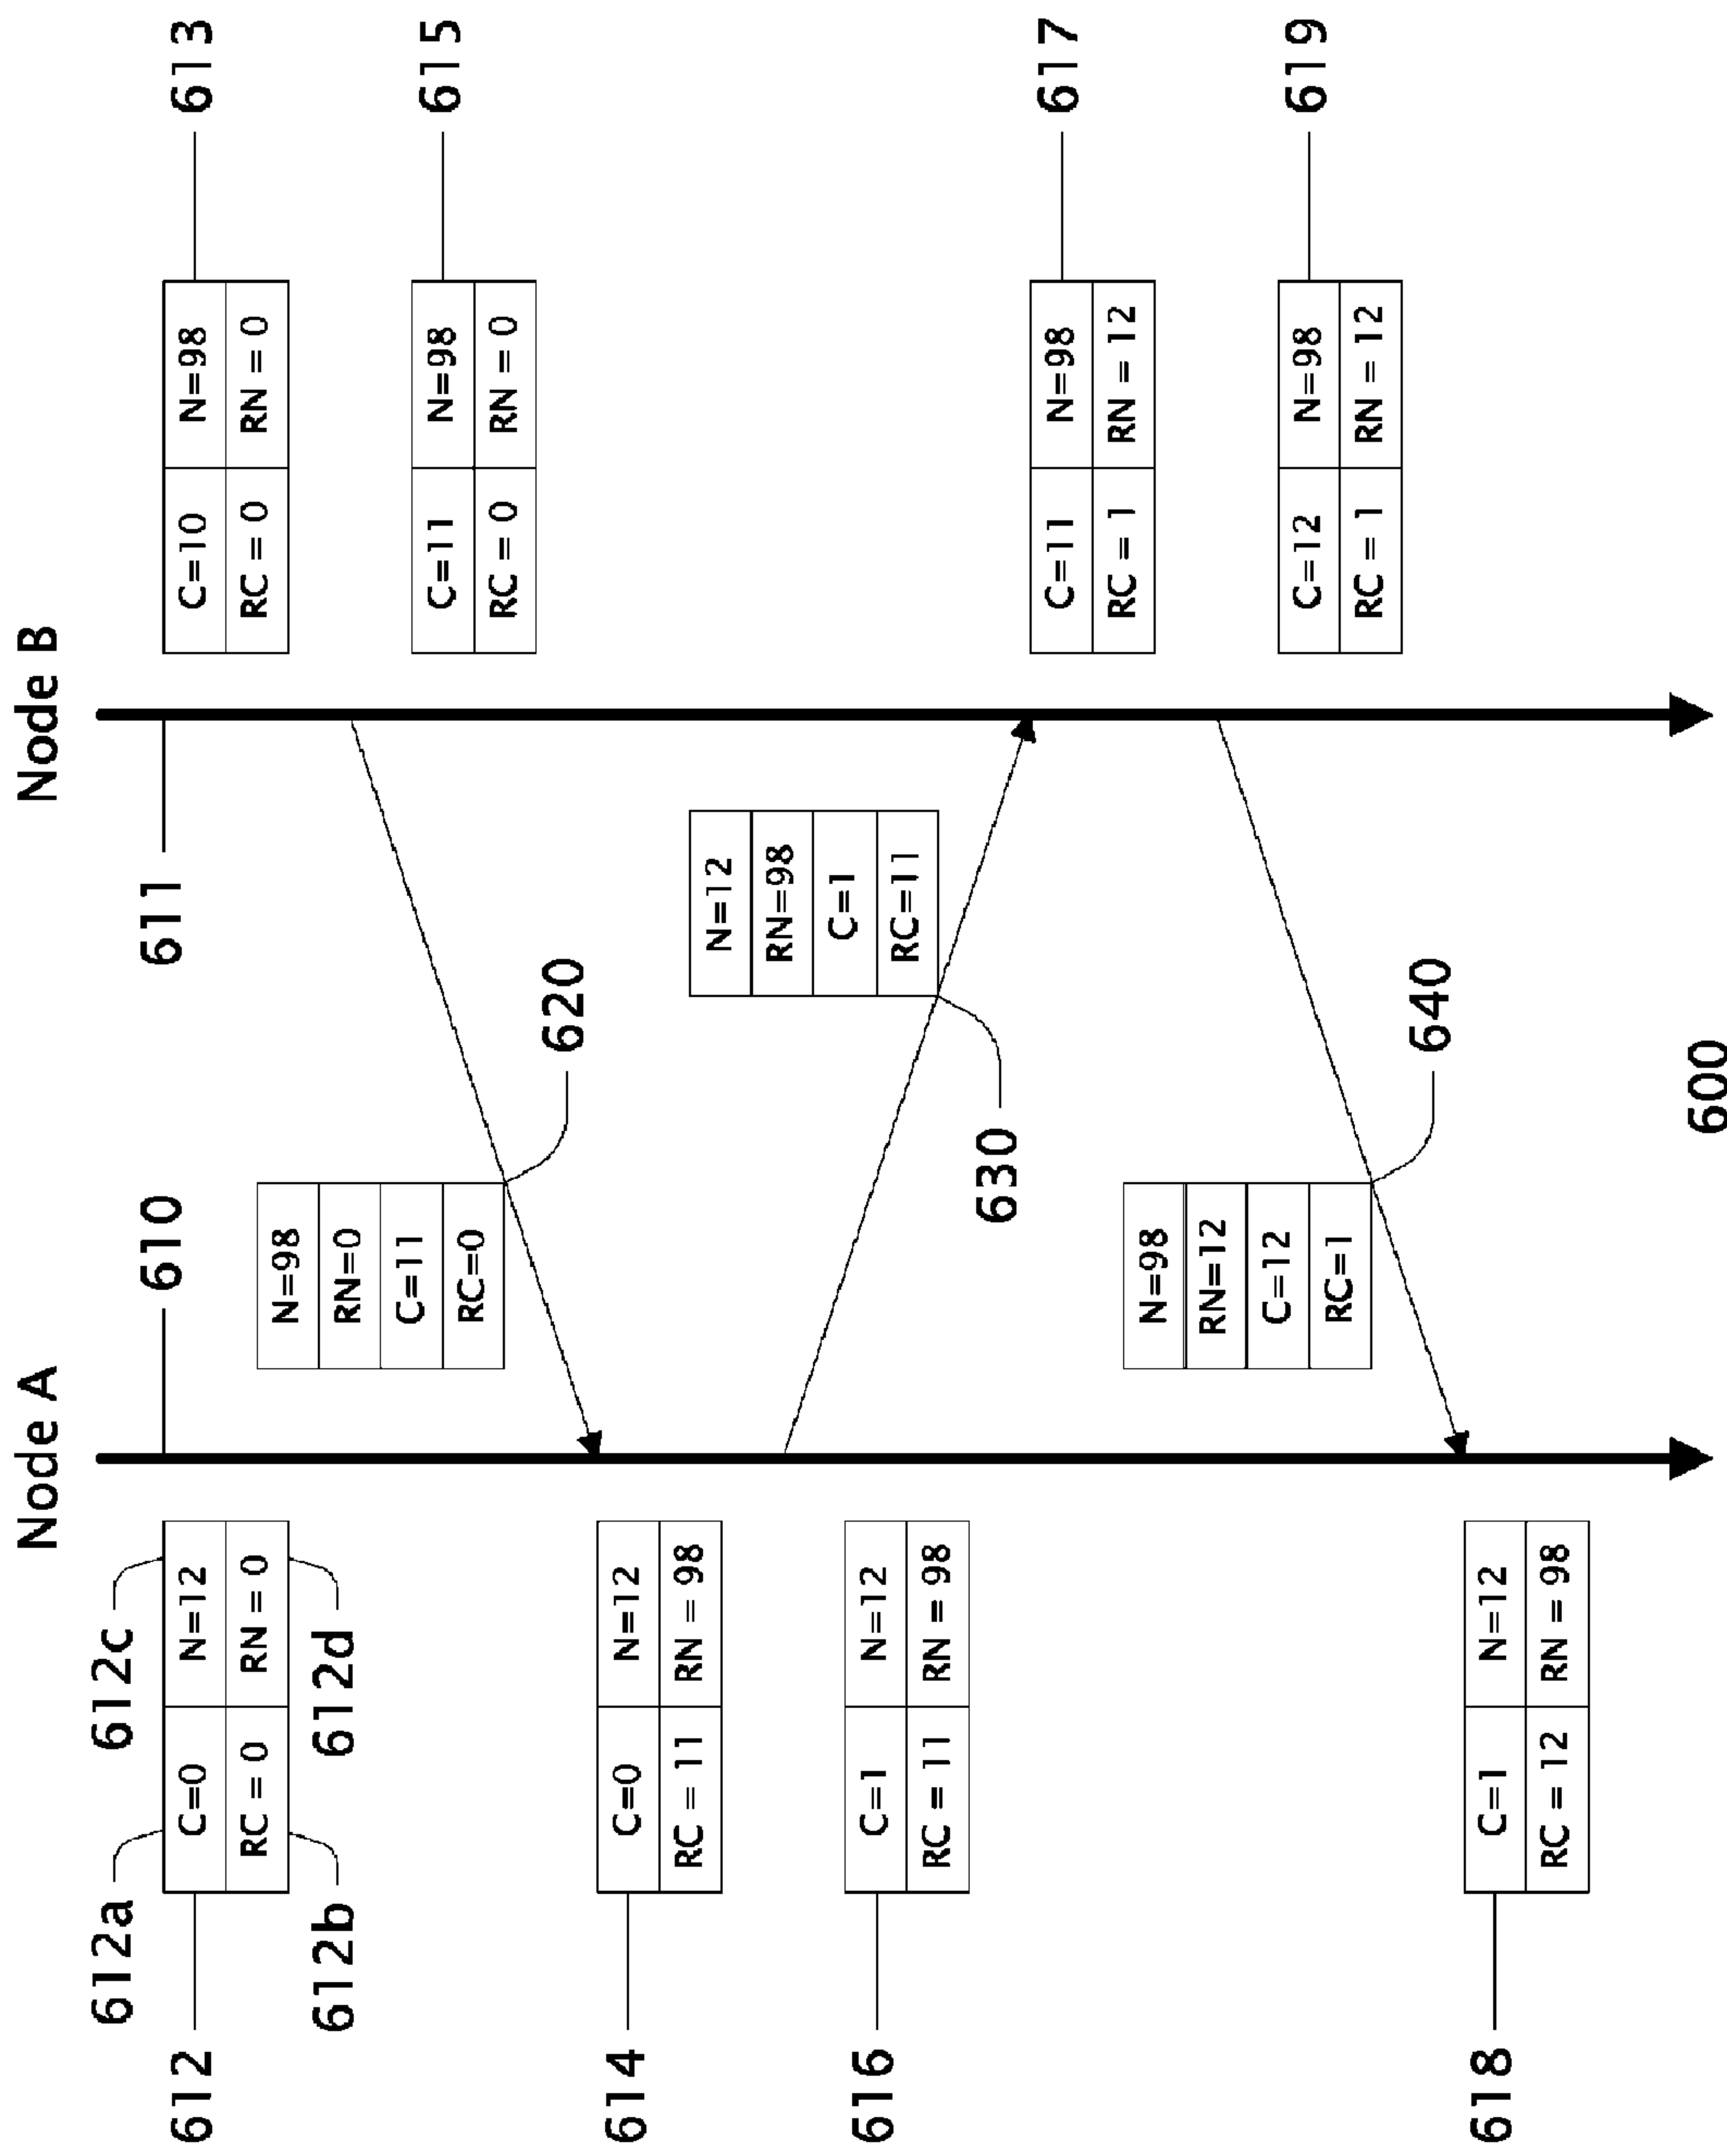 Node A
Node B
612a
612c
610
611
612
C=0
N=12
RC = 0
RN = 0
612b
612d
C=10
N=98
RC = 0
RN = 0
613
N=98
RN=0
C=11
RC=0
620
C=11
N=98
RC = 0
RN = 0
615
614
C=0
N=12
RC = 11
RN = 98
N=12
RN=98
C=1
RC=11
630
616
C=1
N=12
RC = 11
RN = 98
C=11
N=98
RC = 1
RN = 12
617
N=98
RN=12
C=12
RC=1
640
C=12
N=98
RC = 1
RN = 12
619
618
C=1
N=12
RC = 12
RN = 98
600